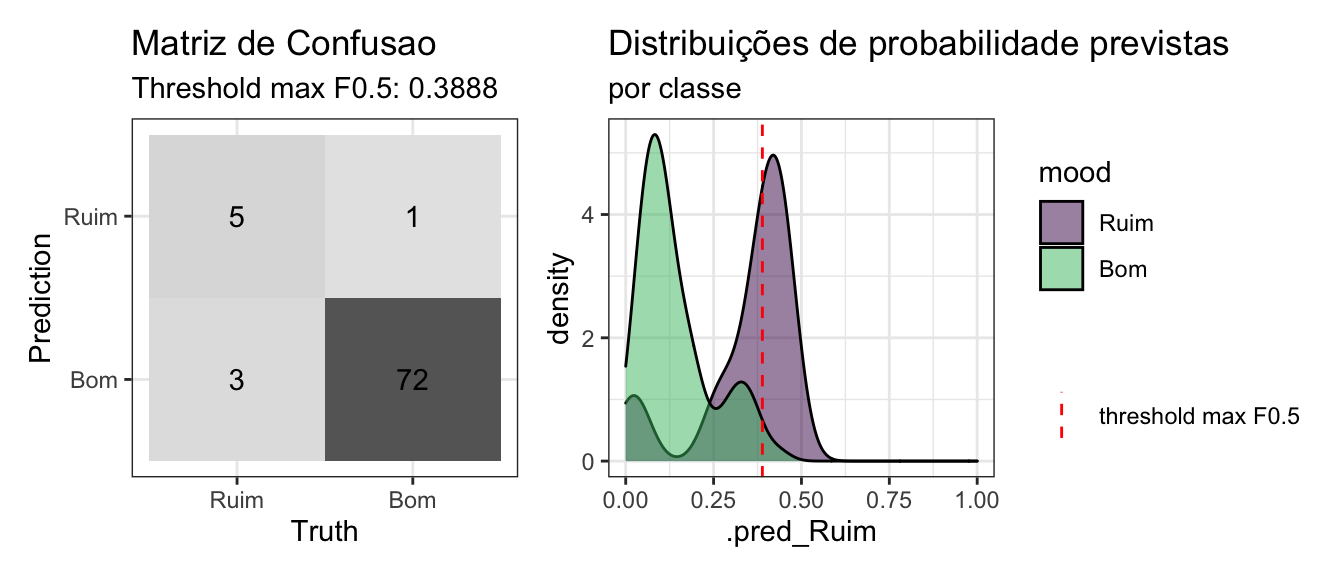 Matriz de Confusao
Threshold max F0.5: 0.3888
Prediction
Ruim
Bom
5
1
3
72
Ruim
Bom
Truth
Distribuições de probabilidade previstas
por classe
density
4
2
0
0.00
0.25
0.50
0.75
1.00
.pred_Ruim
mood
Ruim
Bom
threshold max F0.5